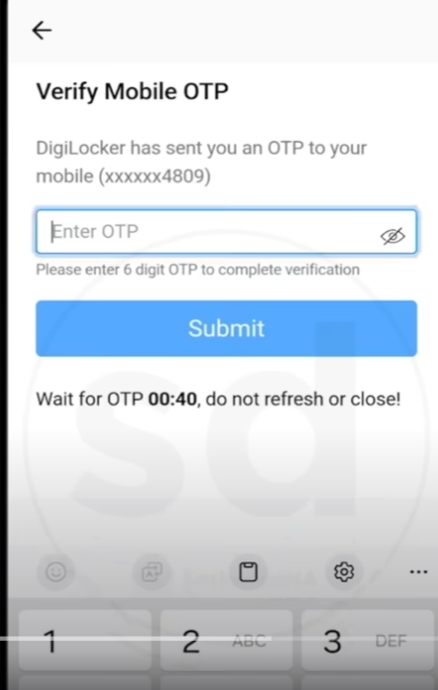 Verify Mobile OTP
DigiLocker has sent you an OTP to your
mobile (xxxxxx4809)
Enter OTP
Please enter 6 digit OTP to complete verification
Submit
Wait for OTP 00:40, do not refresh or close!
sd
1 2 ABC 3 DEF